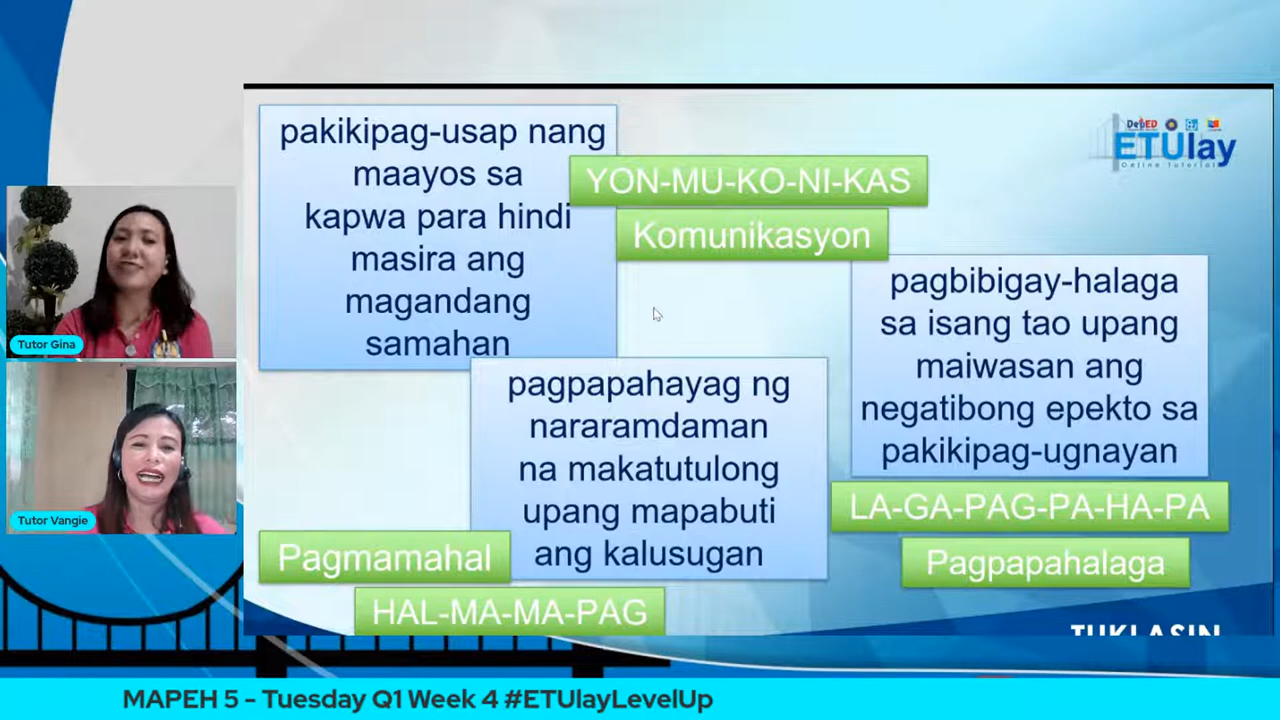 pakikipag-usap nang
maayos sa
kapwa para hindi
masira ang
magandang
samahan
YON-MU-KO-NI-KAS
Komunikasyon
DepED
ETUlay
Online Tutorial
pagbibigay-halaga
sa isang tao upang
maiwasan ang
negatibong epekto sa
pakikipag-ugnayan
LA-GA-PAG-PA-HA-PA
Pagpapahalaga
pagpapahayag ng
nararamdaman
na makatutulong
upang mapabuti
ang kalusugan
Pagmamahal
HAL-MA-MA-PAG
TUKLASIN
Tutor Gina
Tutor Vangie
MAPEH 5 - Tuesday Q1 Week 4 #ETUlayLevelUp